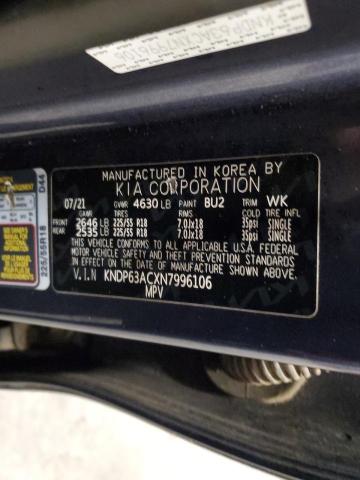 MANUFACTURED IN KOREA BY
KIA CORPORATION
07/21 GVWR 4630 LB PAINT BU2 TRIM WK
TIRES RIMS COLD TIRE INFL
FRONT 2646 LB 225/55 R18 7.0JX18 35psi SINGLE
REAR 2535 LB 225/55 R18 7.0JX18 35psi SINGLE
THIS VEHICLE CONFORMS TO ALL APPLICABLE U.S.A FEDERAL
MOTOR VEHICLE SAFETY AND THEFT PREVENTION STANDARDS
IN EFFECT ON THE DATE OF MANUFACTURE SHOWN ABOVE.
V.I.N KNDP63ACXN7996106
MPV
225/55R18 D44